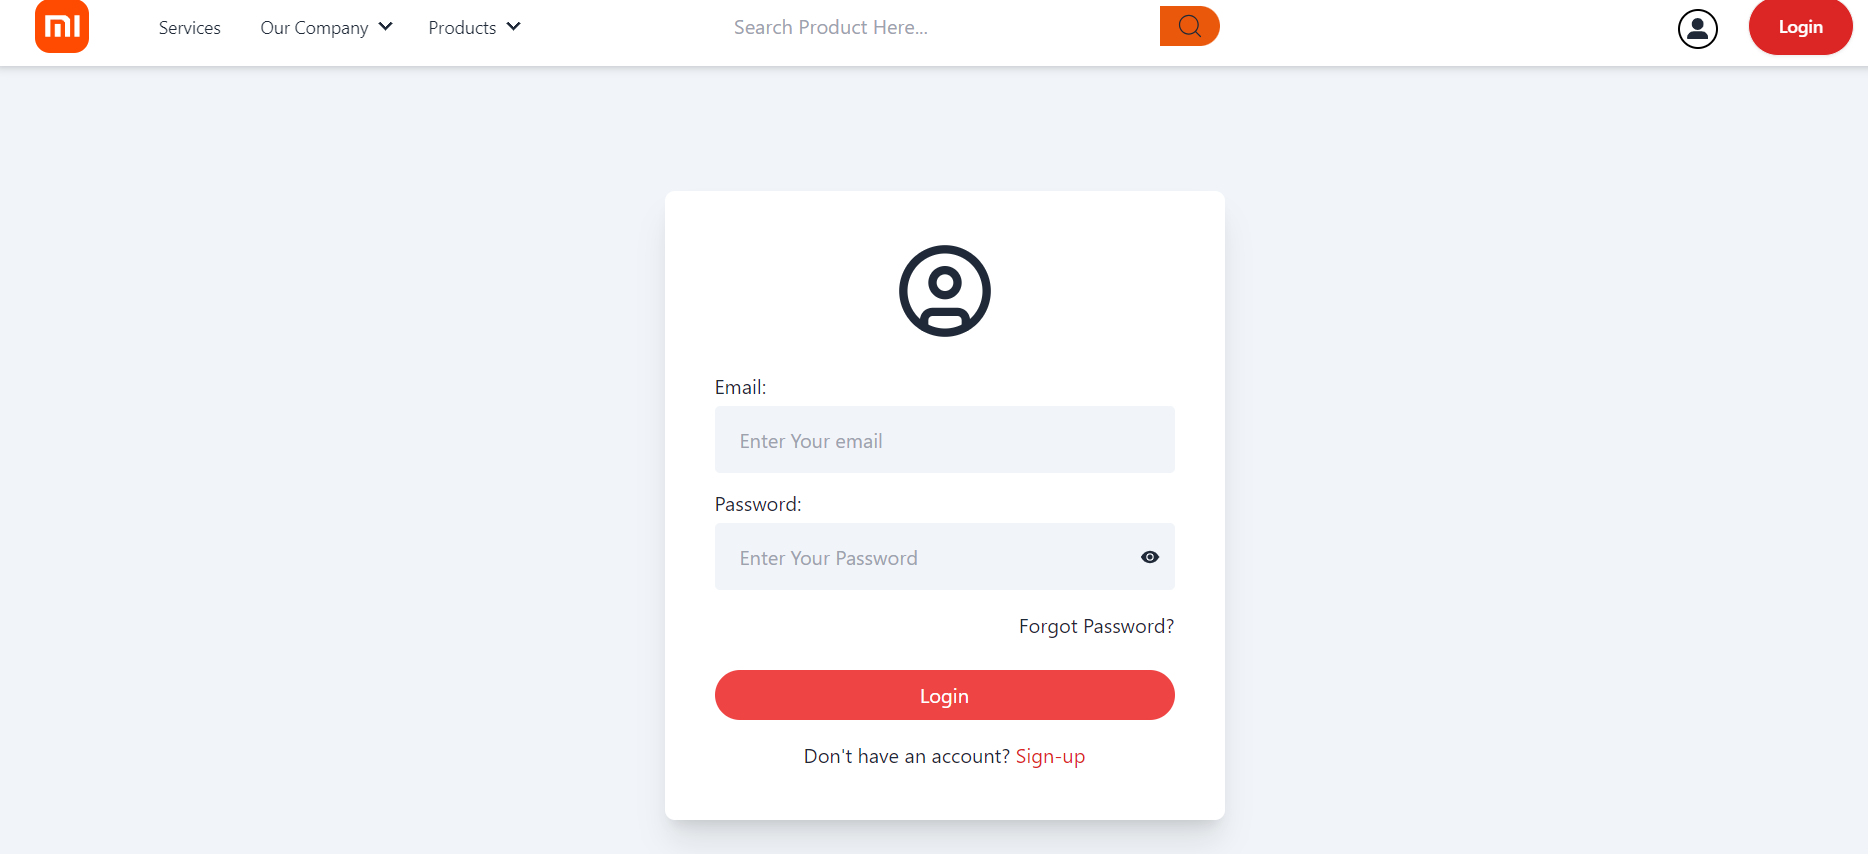 mi
Services Our Company Products Search Product Here... Login
Email:
Enter Your email
Password:
Enter Your Password
Forgot Password?
Login
Don't have an account? Sign-up